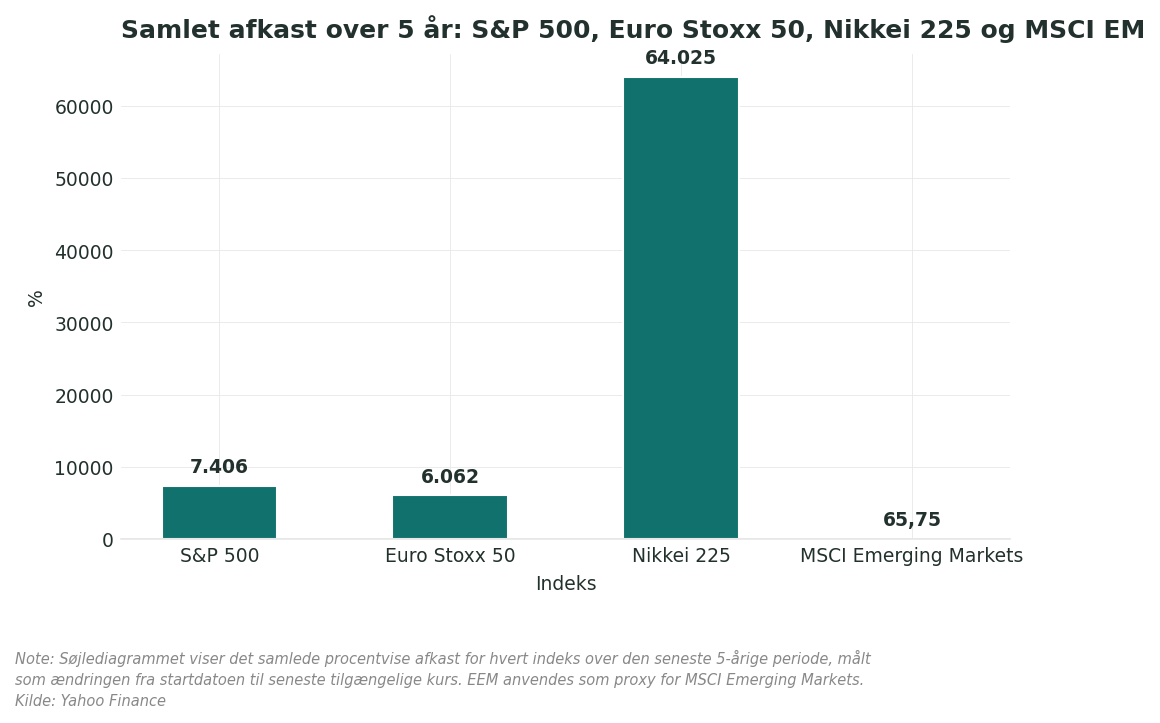 Samlet afkast over 5 år: S&P 500, Euro Stoxx 50, Nikkei 225 og MSCI EM
64.025
60000
50000
40000
%
30000
20000
7.406
10000
6.062
65,75
0
S&P 500
Euro Stoxx 50
Nikkei 225
MSCI Emerging Markets
Indeks
Note: Søjlediagrammet viser det samlede procentvise afkast for hvert indeks over den seneste 5-årige periode, målt
som ændringen fra startdatoen til seneste tilgængelige kurs. EEM anvendes som proxy for MSCI Emerging Markets.
Kilde: Yahoo Finance